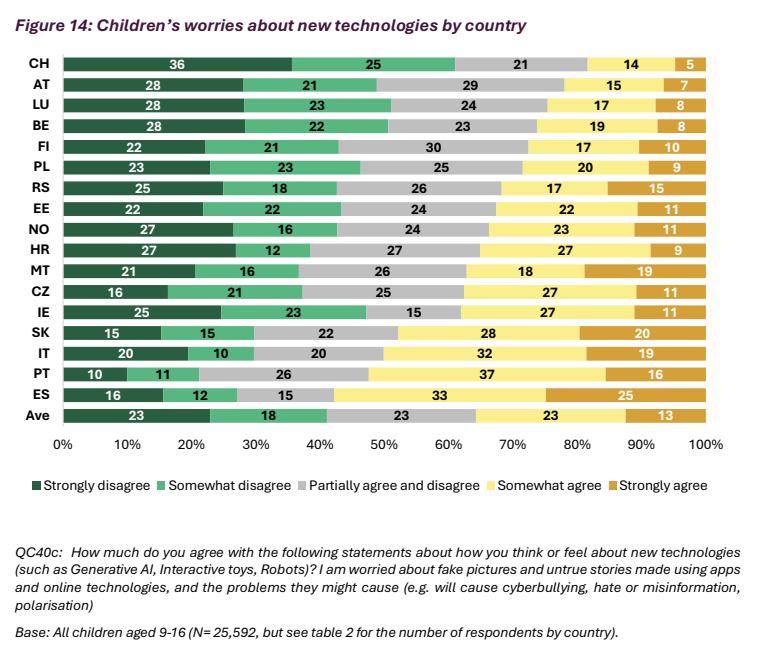 Figure 14: Children’s worries about new technologies by country
CH 36 25 21 14 5
AT 28 21 29 15 7
LU 28 23 24 17 8
BE 28 22 23 19 8
FI 22 21 30 17 10
PL 23 23 25 20 9
RS 25 18 26 17 15
EE 22 22 24 22 11
NO 27 16 24 23 11
HR 27 12 27 27 9
MT 21 16 26 18 19
CZ 16 21 25 27 11
IE 25 23 15 27 11
SK 15 15 22 28 20
IT 20 10 20 32 19
PT 10 11 26 37 16
ES 16 12 15 33 25
Ave 23 18 23 23 13
0% 10% 20% 30% 40% 50% 60% 70% 80% 90% 100%
Strongly disagree Somewhat disagree Partially agree and disagree Somewhat agree Strongly agree
QC40c: How much do you agree with the following statements about how you think or feel about new technologies
(such as Generative AI, Interactive toys, Robots)? I am worried about fake pictures and untrue stories made using apps
and online technologies, and the problems they might cause (e.g. will cause cyberbullying, hate or misinformation,
polarisation)
Base: All children aged 9-16 (N= 25,592, but see table 2 for the number of respondents by country).